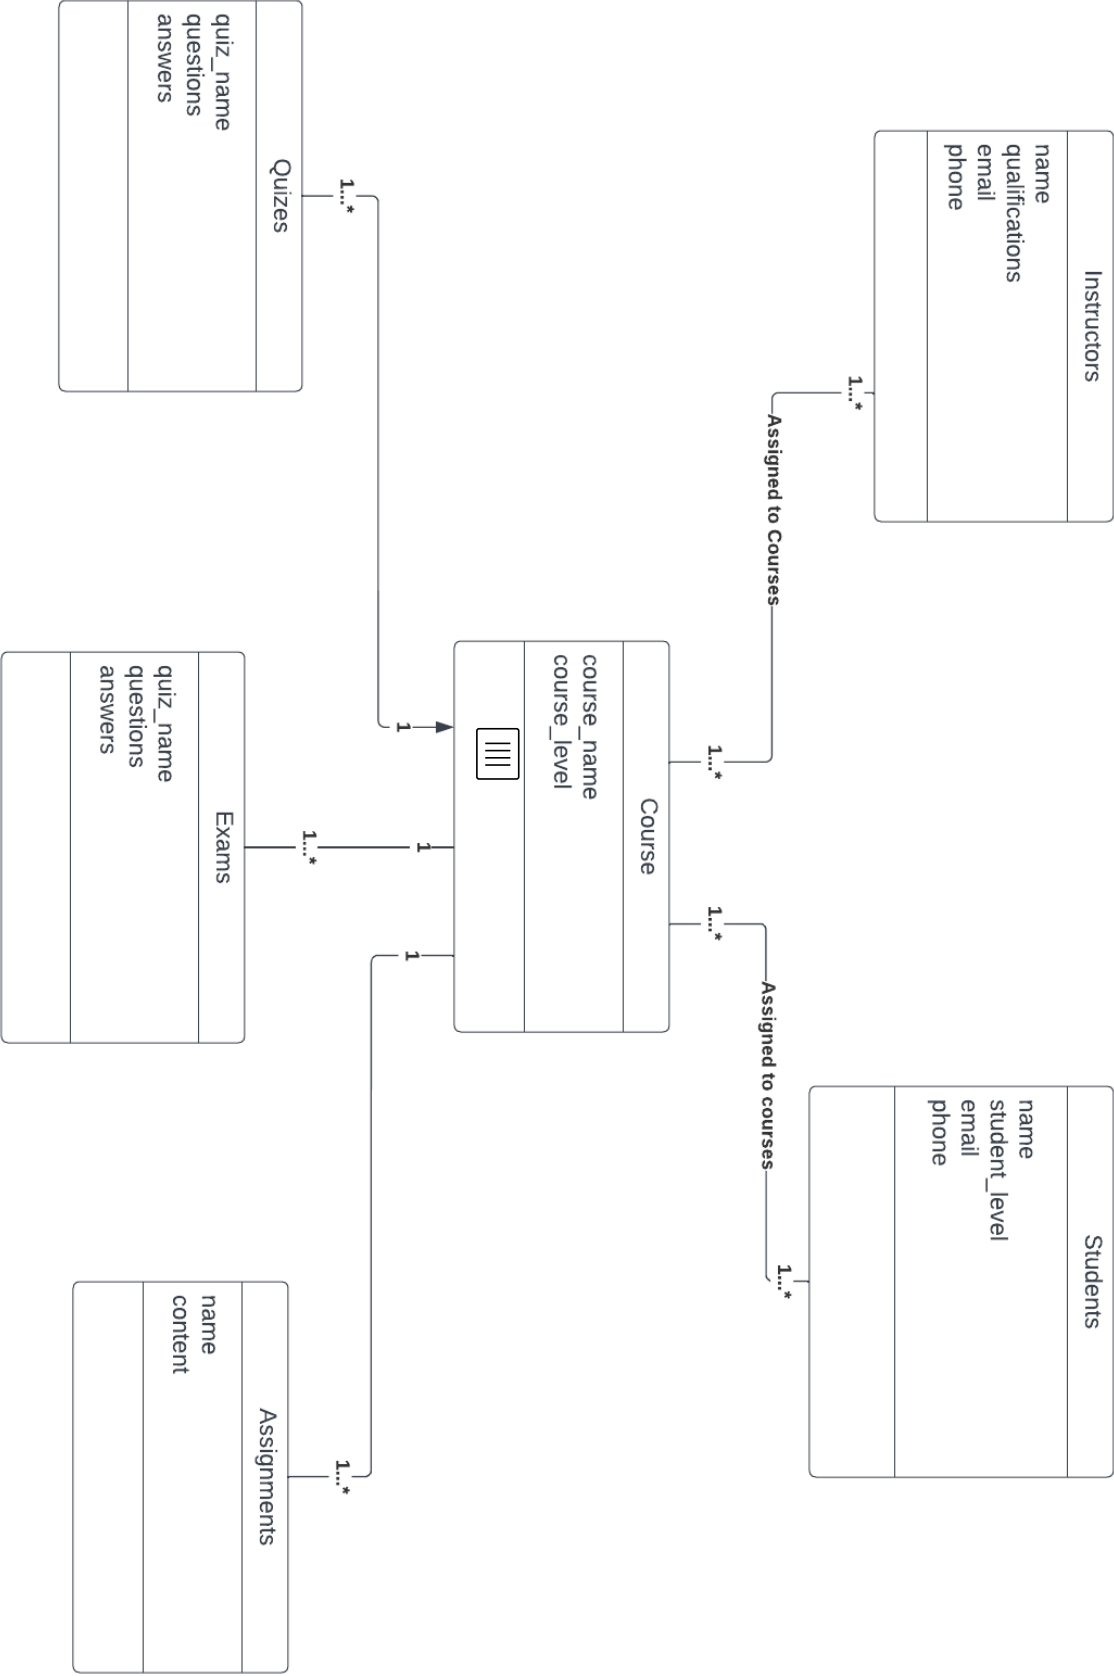 Instructors
name
qualifications
email
phone
1...*
Assigned to Courses
1...*
Students
name
student_level
email
phone
1...*
Assigned to courses
1...*
Course
course_name
course_level
1
1
1
1...*
1...*
1...*
Quizes
quiz_name
questions
answers
Exams
quiz_name
questions
answers
Assignments
name
content